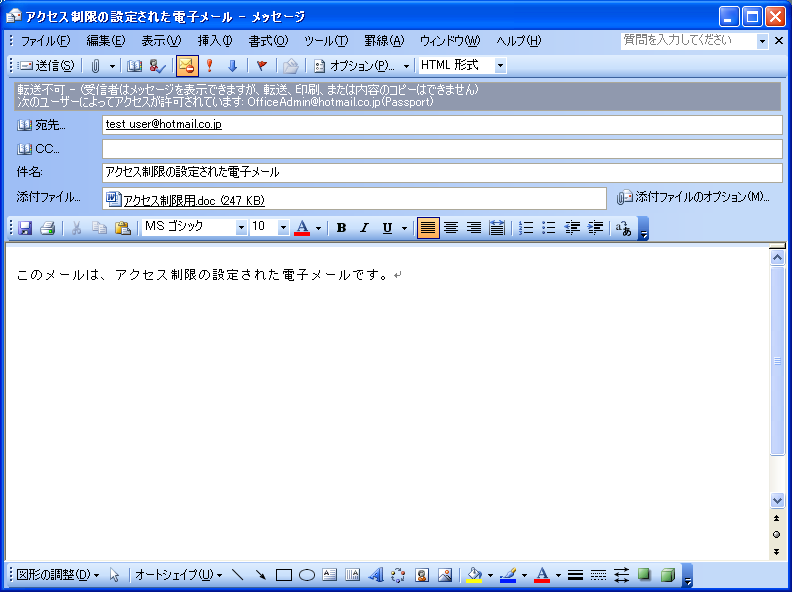 アクセス制限の設定された電子メール - メッセージ
ファイル(F) 編集(E) 表示(V) 挿入(I) 書式(O) ツール(T) 罫線(A) ウィンドウ(W) ヘルプ(H) 質問を入力してください
送信(S) オプション(P)... HTML 形式
転送不可 - (受信者はメッセージを表示できますが、転送、印刷、または内容のコピーはできません)
次のユーザーによってアクセスが許可されています: OfficeAdmin@hotmail.co.jp(Passport)
宛先... test user@hotmail.co.jp
CC...
件名: アクセス制限の設定された電子メール
添付ファイル... アクセス制限用.doc (247 KB) 添付ファイルのオプション(M)...
MS ゴシック 10 A B I U
このメールは、アクセス制限の設定された電子メールです。↵
図形の調整(D) オートシェイプ(U) A A